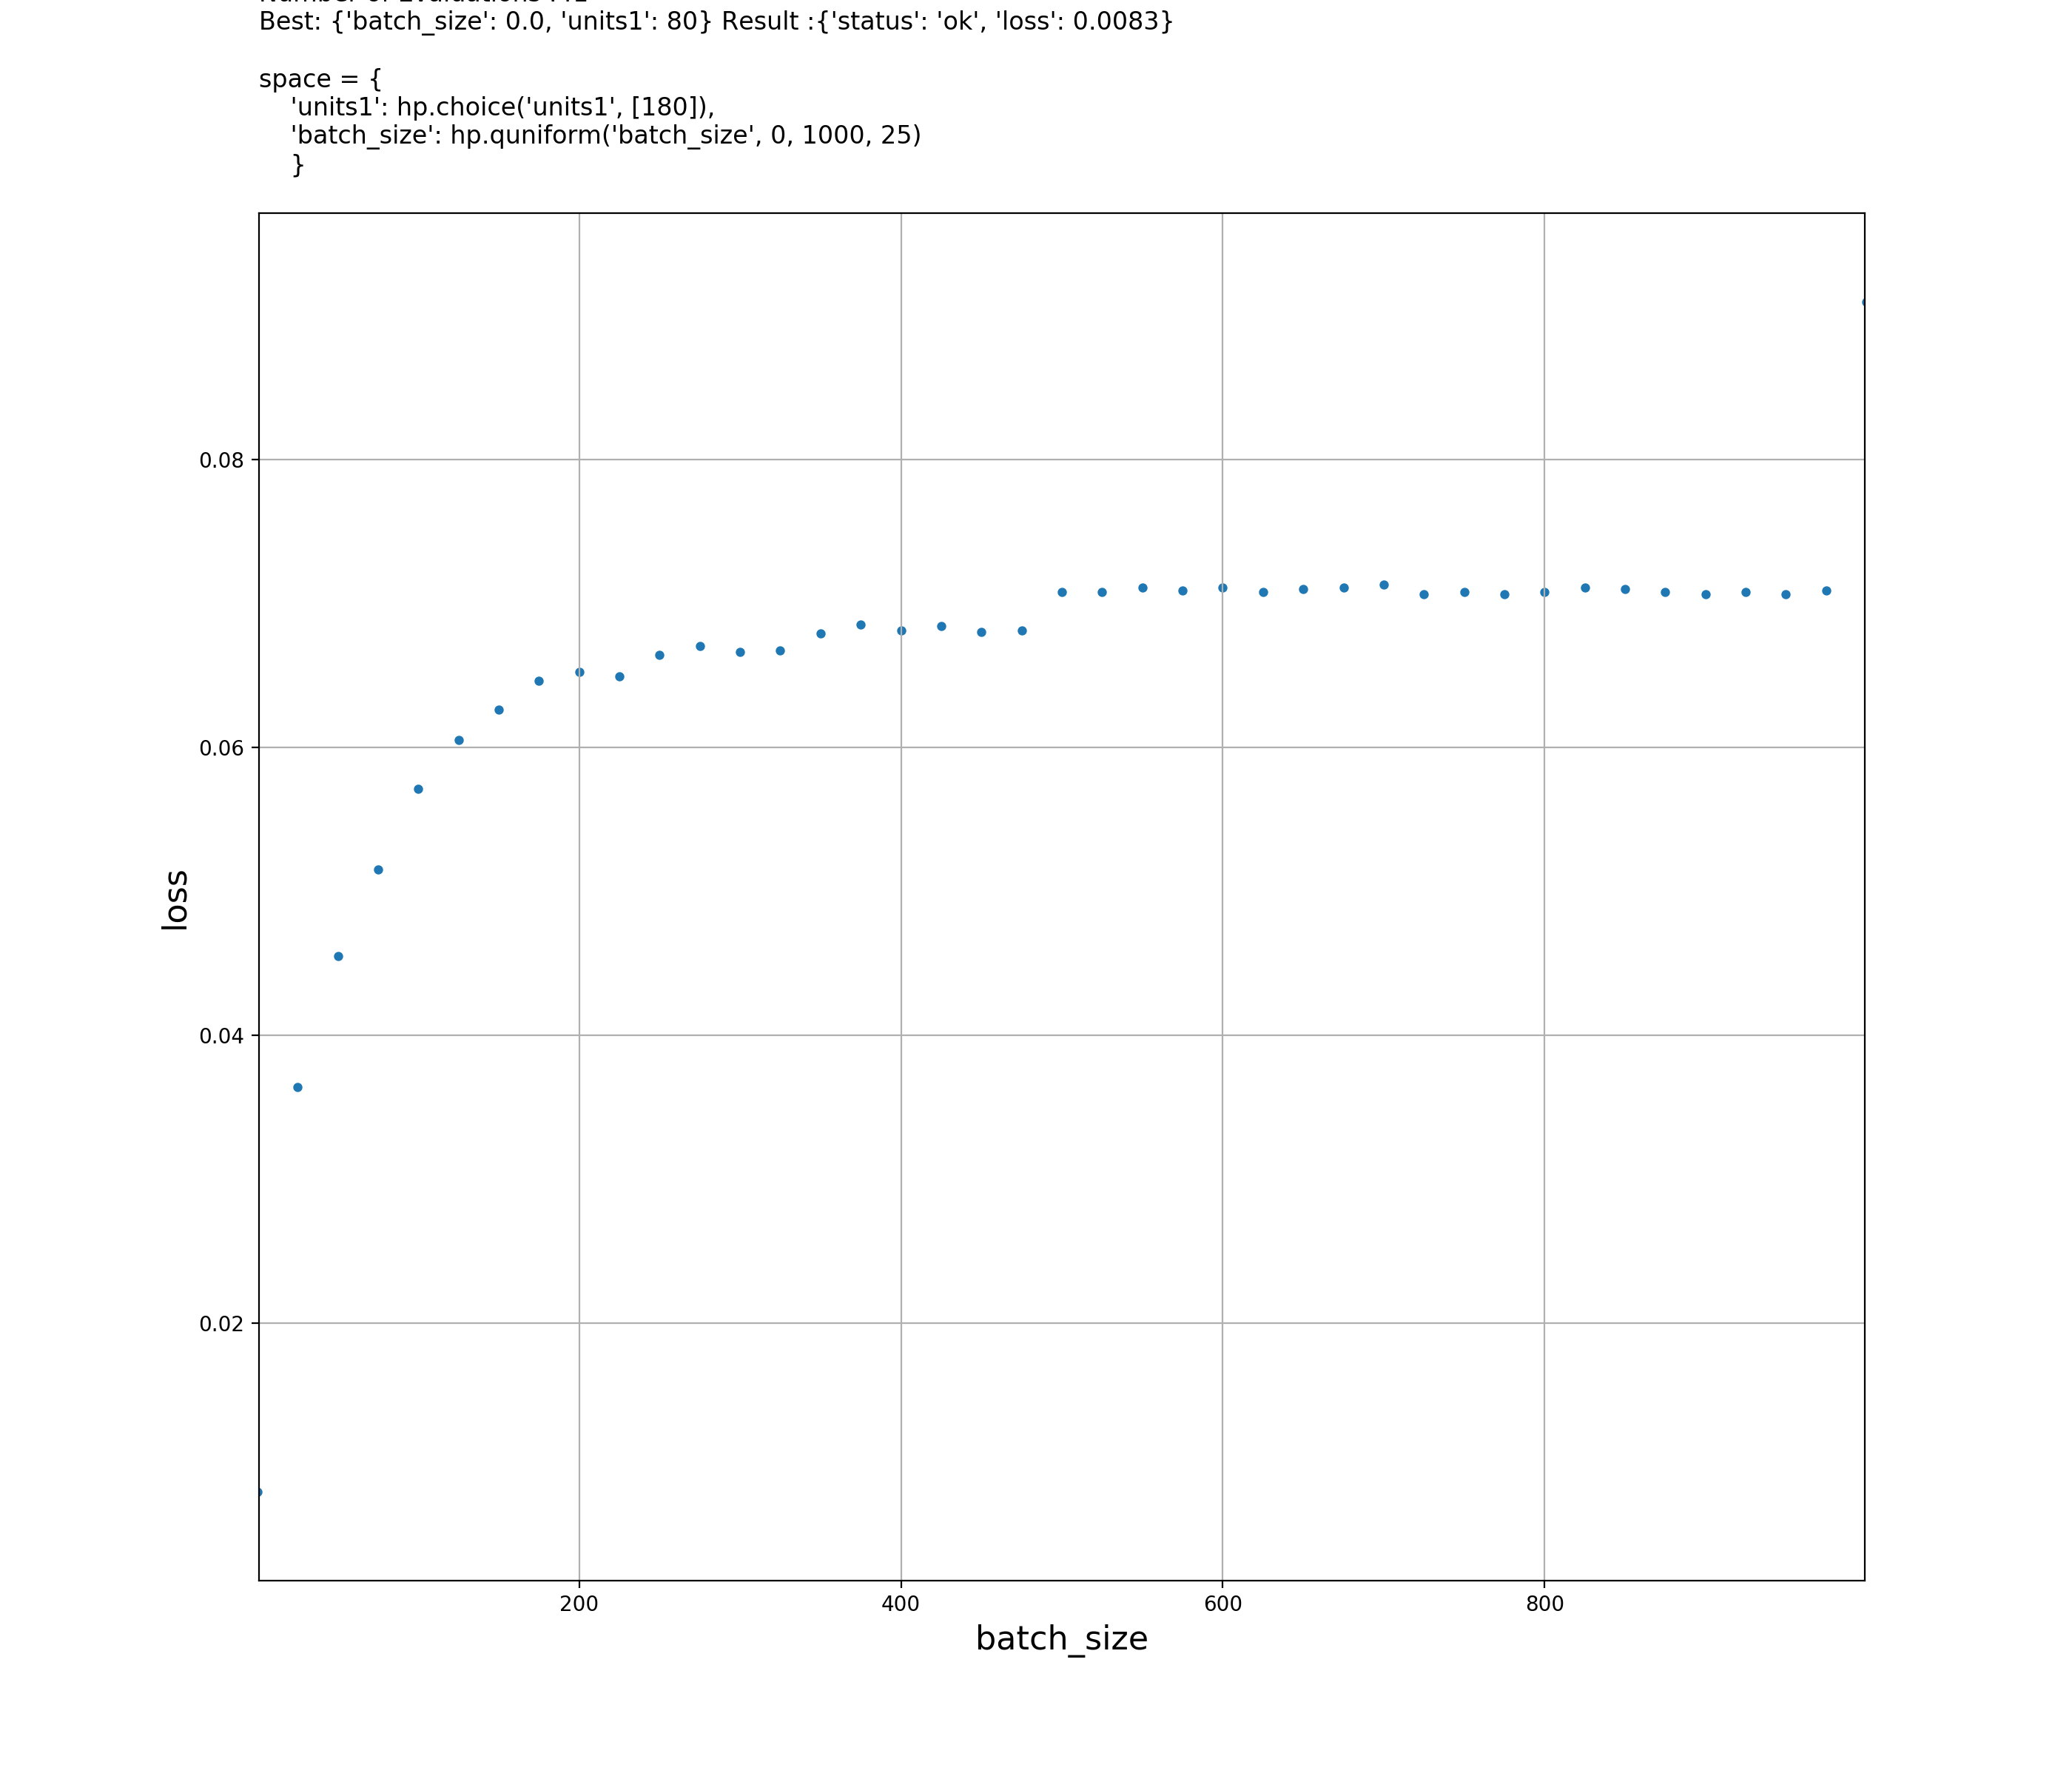 Best: {'batch_size': 0.0, 'units1': 80} Result :{'status': 'ok', 'loss': 0.0083}
space = {
'units1': hp.choice('units1', [180]),
'batch_size': hp.quniform('batch_size', 0, 1000, 25)
}
0.08
0.06
0.04
0.02
loss
200 400 600 800
batch_size